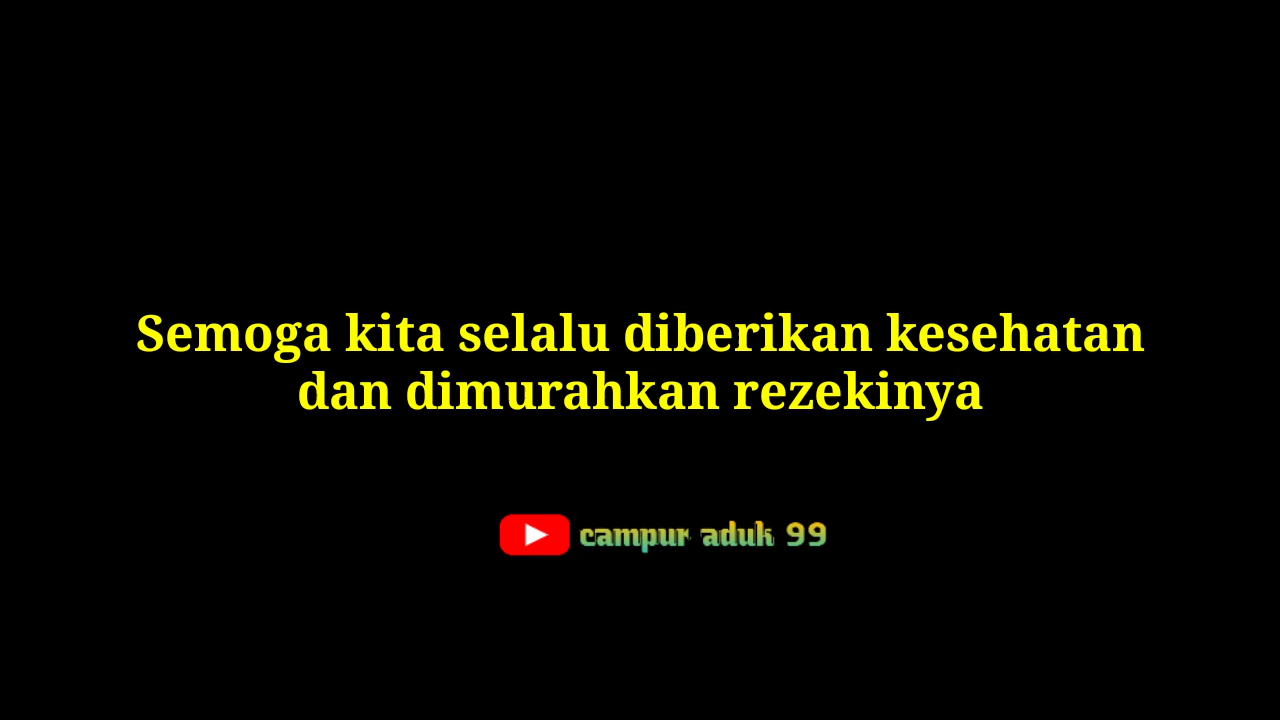 Semoga kita selalu diberikan kesehatan
dan dimurahkan rezekinya
campur aduk 99